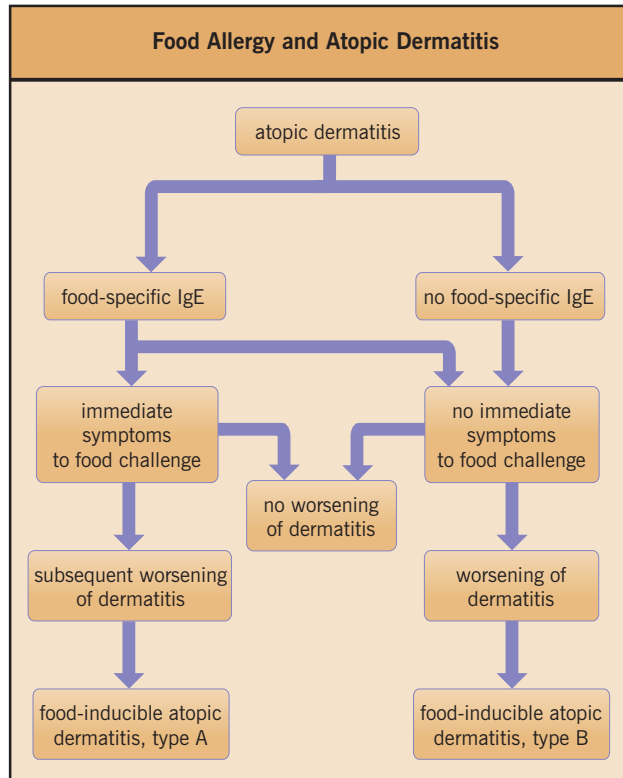 Food Allergy and Atopic Dermatitis
atopic dermatitis
food-specific IgE
no food-specific IgE
immediate
symptoms
to food challenge
no immediate
symptoms
to food challenge
no worsening
of dermatitis
subsequent worsening
of dermatitis
worsening of
dermatitis
food-inducible atopic
dermatitis, type A
food-inducible atopic
dermatitis, type B